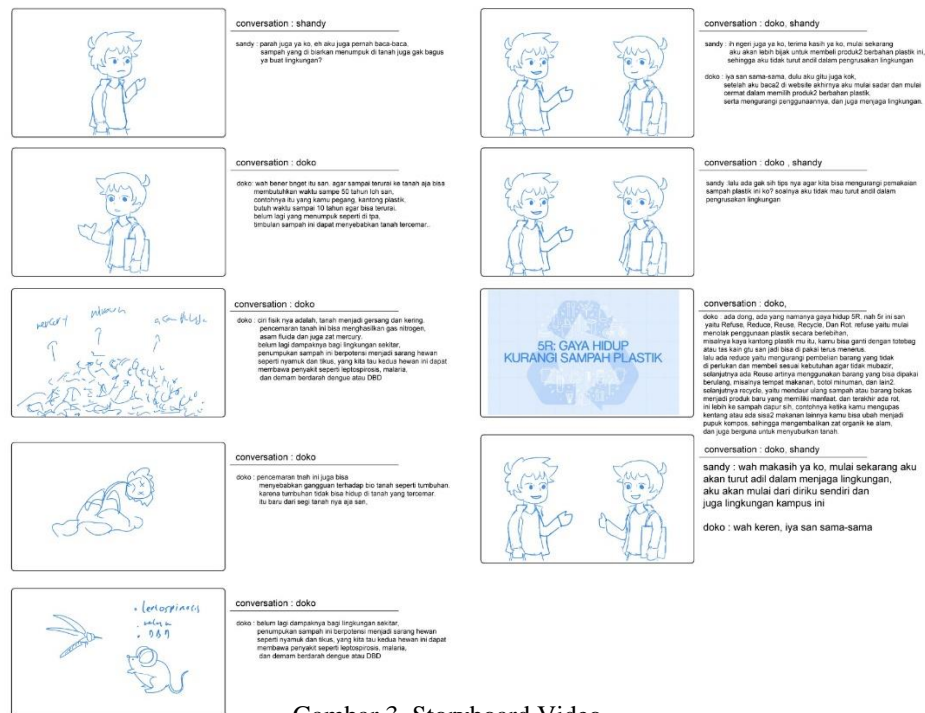 conversation : shandy
sandy : parah juga ya ko, eh aku juga pernah baca-baca,
sampah yang di biarkan menumpuk di tanah juga gak bagus
ya buat lingkungan?
conversation : doko
doko: wah bener bnget itu san. agar sampai terurai ke tanah aja bisa
membutuhkan waktu sampe 50 tahun loh san,
contohnya itu yang kamu pegang, kantong plastik,
butuh waktu sampai 10 tahun agar bisa terurai.
belum lagi yang menumpuk seperti di tpa,
timbulan sampah ini dapat menyebabkan tanah tercemar..
mercury
conversation : doko
doko : ciri fisik nya adalah, tanah menjadi gersang dan kering.
pencemaran tanah ini bisa menghasilkan gas nitrogen,
asam fluida dan juga zat mercury.
belum lagi dampaknya bagi lingkungan sekitar,
penumpukan sampah ini berpotensi menjadi sarang hewan
seperti nyamuk dan tikus, yang kita tau kedua hewan ini dapat
membawa penyakit seperti leptospirosis, malaria,
dan demam berdarah dengue atau DBD
conversation : doko
doko : pencemaran tnah ini juga bisa
menyebabkan gangguan terhadap bio tanah seperti tumbuhan
karena tumbuhan tidak bisa hidup di tanah yang tercemar.
itu baru dari segi tanah nya aja san,
• leptospirosis
•
• DBD
conversation : doko
doko : belum lagi dampaknya bagi lingkungan sekitar,
penumpukan sampah ini berpotensi menjadi sarang hewan
seperti nyamuk dan tikus, yang kita tau kedua hewan ini dapat
membawa penyakit seperti leptospirosis, malaria,
dan demam berdarah dengue atau DBD
conversation : doko, shandy
sandy : ih ngeri juga ya ko, terima kasih ya ko, mulai sekarang
aku akan lebih bijak untuk membeli produk2 berbahan plastik ini,
sehingga aku tidak turut andil dalam pengrusakan lingkungan
doko : iya san sama-sama, dulu aku gitu juga kok,
setelah aku baca2 di website akhirnya aku mulai sadar dan mulai
cermat dalam memilih produk2 berbahan plastik.
serta mengurangi penggunaannya, dan juga menjaga lingkungan.
conversation : doko , shandy
sandy :lalu ada gak sih tips nya agar kita bisa mengurangi pemakaian
sampah plastik ini ko? soalnya aku tidak mau turut andil dalam
pengrusakan lingkungan
5R: GAYA HIDUP
KURANGI SAMPAH PLASTIK
conversation : doko,
doko : ada dong, ada yang namanya gaya hidup 5R. nah 5r ini san
yaitu Refuse, Reduce, Reuse, Recycle, Dan Rot. refuse yaitu mulai
menolak penggunaan plastik secara berlebihan,
misalnya kaya kantong plastik mu itu, kamu bisa ganti dengan totebag
atau tas kain gtu san jadi bisa di pakai terus menerus.
lalu ada reduce yaitu mengurangi pembelian barang yang tidak
di perlukan dan membeli sesuai kebutuhan agar tidak mubazir,
selanjutnya ada Reuse artinya menggunakan barang yang bisa dipakai
berulang, misalnya tempat makanan, botol minuman, dan lain2.
selanjutnya recycle, yaitu mendaur ulang sampah atau barang bekas
menjadi produk baru yang memiliki manfaat. dan terakhir ada rot.
ini lebih ke sampah dapur sih, contohnya ketika kamu mengupas
kentang atau ada sisa2 makanan lainnya kamu bisa ubah menjadi
pupuk kompos, sehingga mengembalikan zat organik ke alam,
dan juga berguna untuk menyuburkan tanah.
conversation : doko, shandy
sandy : wah makasih ya ko, mulai sekarang aku
akan turut adil dalam menjaga lingkungan,
aku akan mulai dari diriku sendiri dan
juga lingkungan kampus ini
doko : wah keren, iya san sama-sama
Gambar 3. Storyboard Video